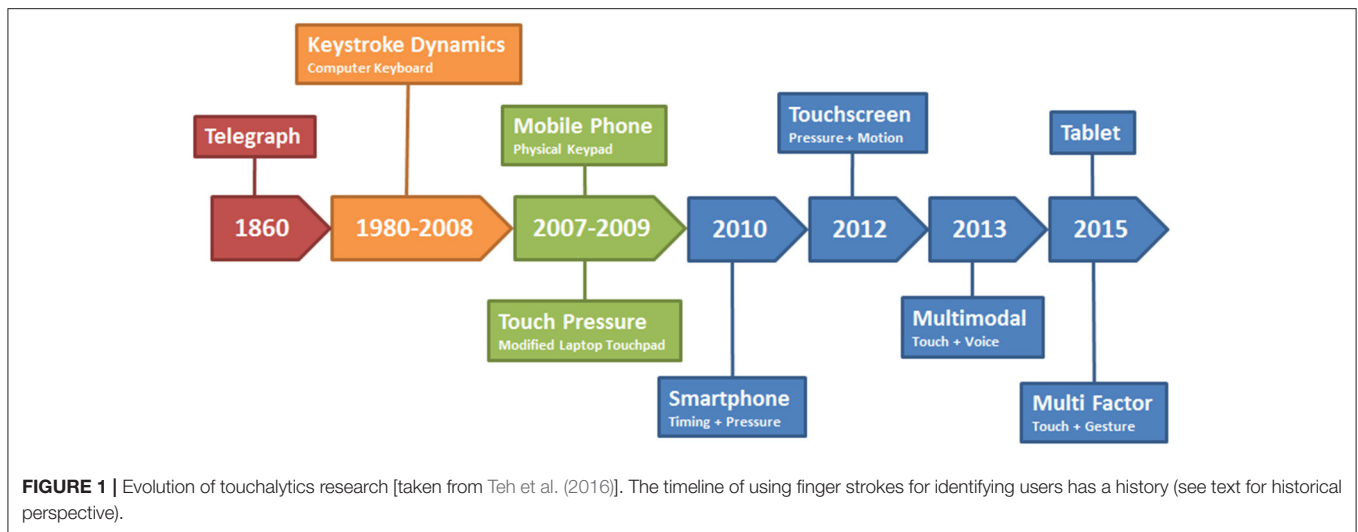 Keystroke Dynamics
Computer Keyboard
Telegraph
Mobile Phone
Physical Keypad
Touchscreen
Pressure + Motion
Tablet
1860
1980-2008
2007-2009
2010
2012
2013
2015
Touch Pressure
Modified Laptop Touchpad
Smartphone
Timing + Pressure
Multimodal
Touch + Voice
Multi Factor
Touch + Gesture
FIGURE 1 | Evolution of touchalytics research [taken from Teh et al. (2016)]. The timeline of using finger strokes for identifying users has a history (see text for historical
perspective).